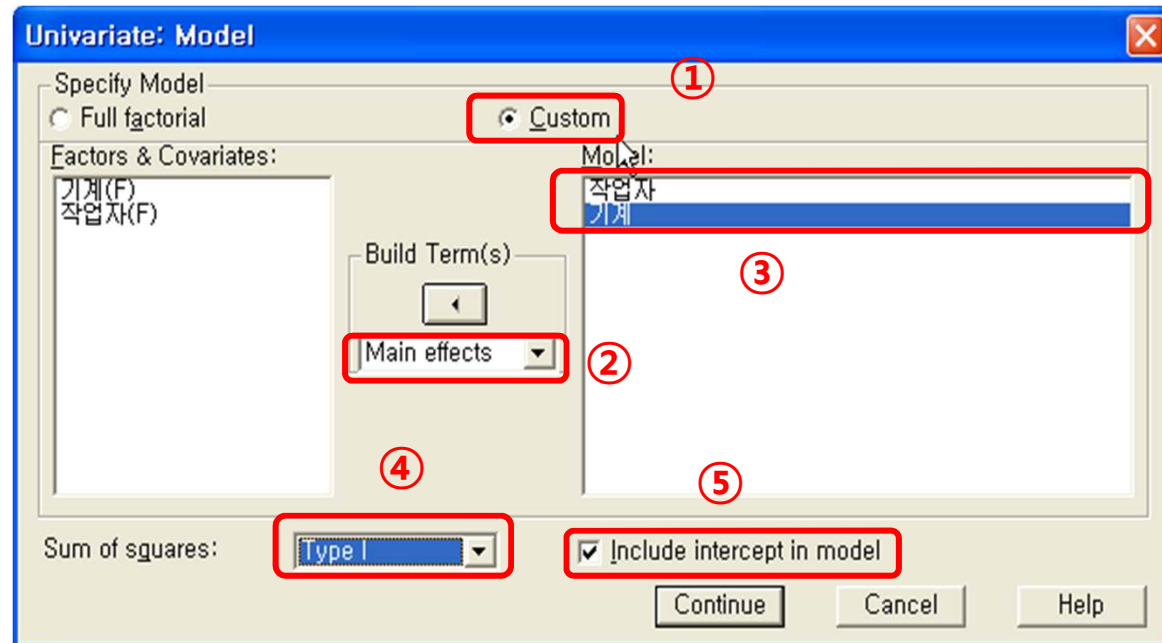 Univariate: Model
Specify Model
①
Full factorial
Custom
Factors & Covariates:
Model:
기계(F)
작업자(F)
작업자
기계
Build Term(s)
③
Main effects
②
④
⑤
Sum of squares:
Type I
Include intercept in model
Continue
Cancel
Help